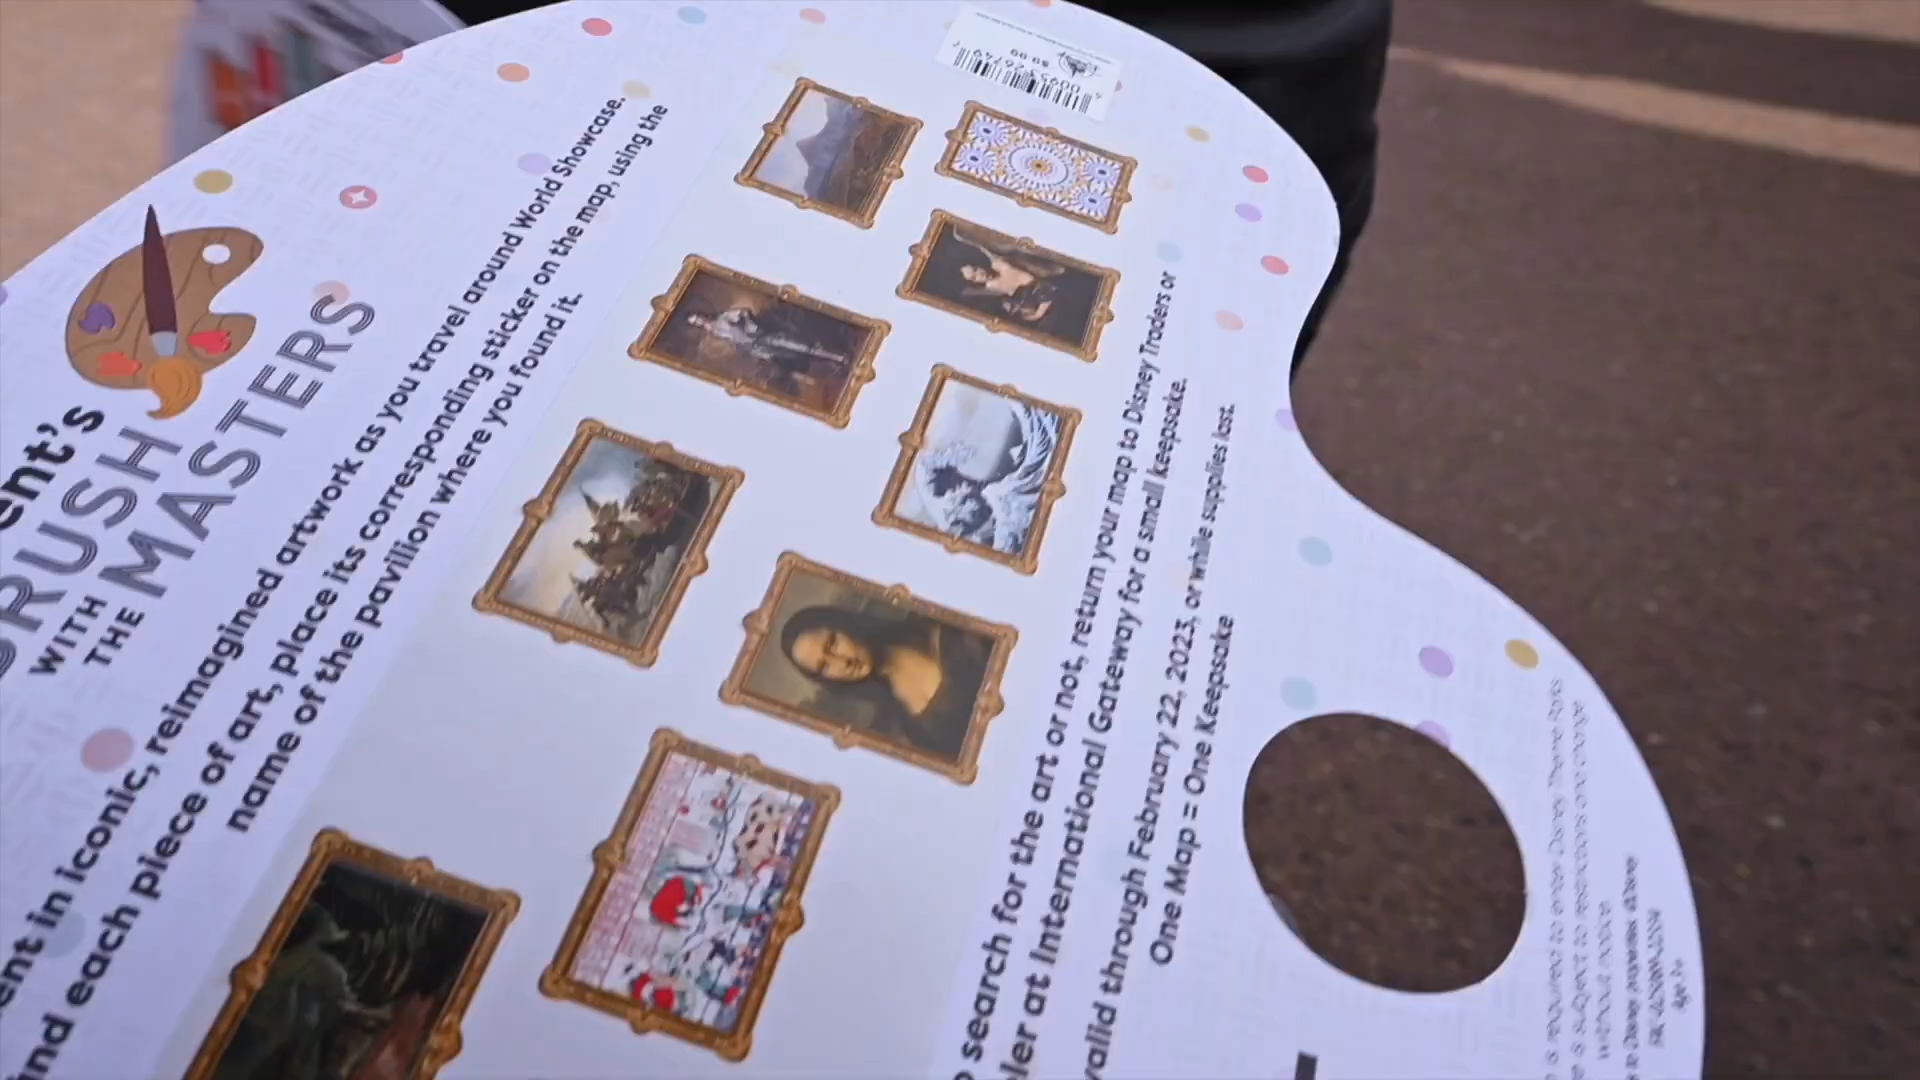 ent's
BRUSH
WITH
THE MASTERS
ent in iconic, reimagined artwork as you travel around World Showcase.
ind each piece of art, place its corresponding sticker on the map, using the
name of the pavilion where you found it.
search for the art or not, return your map to Disney Traders or
ler at International Gateway for a small keepsake.
valid through February 22, 2023, or while supplies last.
One Map = One Keepsake
$9.99